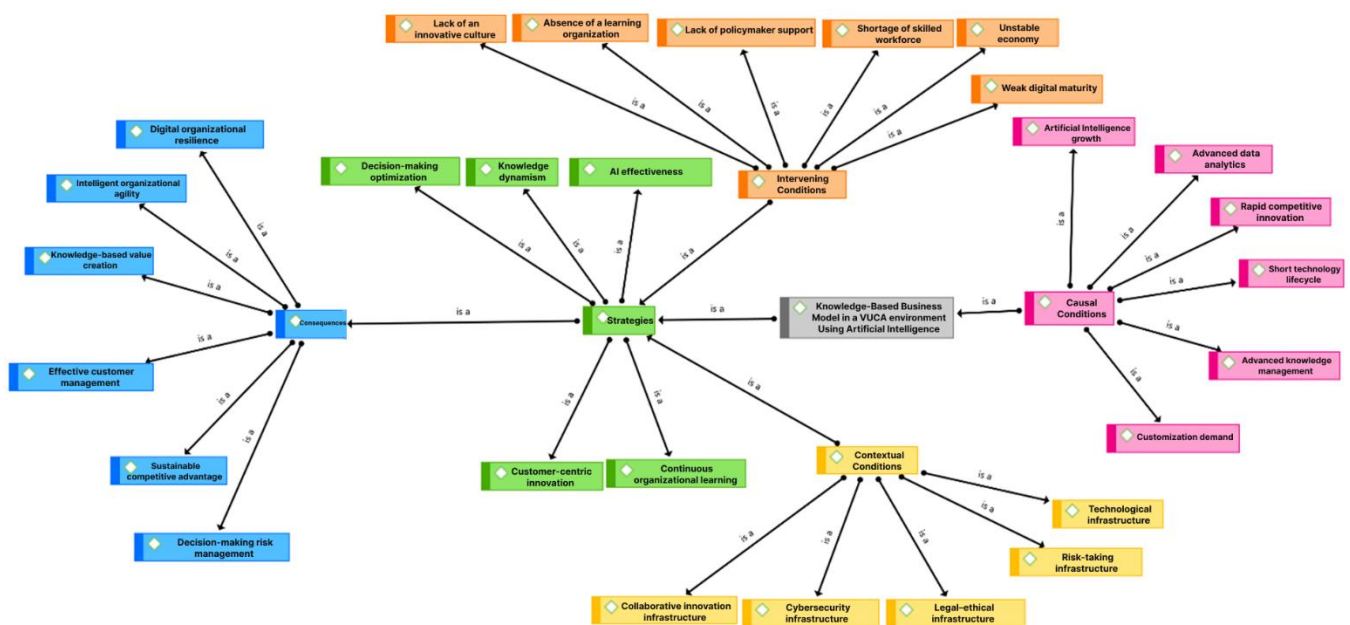 Lack of an
innovative culture
Absence of a learning
organization
Lack of policymaker support
Shortage of skilled
workforce
Unstable
economy
Weak digital maturity
is a
is a
is a
is a
is a
is a
Intervening
Conditions
Digital organizational
resilience
Intelligent organizational
agility
Knowledge-based value
creation
Effective customer
management
Sustainable
competitive advantage
Decision-making risk
management
is a
is a
is a
is a
is a
is a
Consequences
is a
Decision-making
optimization
Knowledge
dynamism
AI effectiveness
is a
is a
is a
is a
Strategies
is a
is a
Customer-centric
innovation
Continuous
organizational learning
is a
Knowledge-Based Business
Model in a VUCA environment
Using Artificial Intelligence
is a
Causal
Conditions
Artificial Intelligence
growth
Advanced data
analytics
Rapid competitive
innovation
Short technology
lifecycle
Advanced knowledge
management
Customization demand
is a
is a
is a
is a
is a
is a
is a
Contextual
Conditions
is a
is a
is a
is a
is a
Technological
infrastructure
Risk-taking
infrastructure
Collaborative innovation
infrastructure
Cybersecurity
infrastructure
Legal–ethical
infrastructure